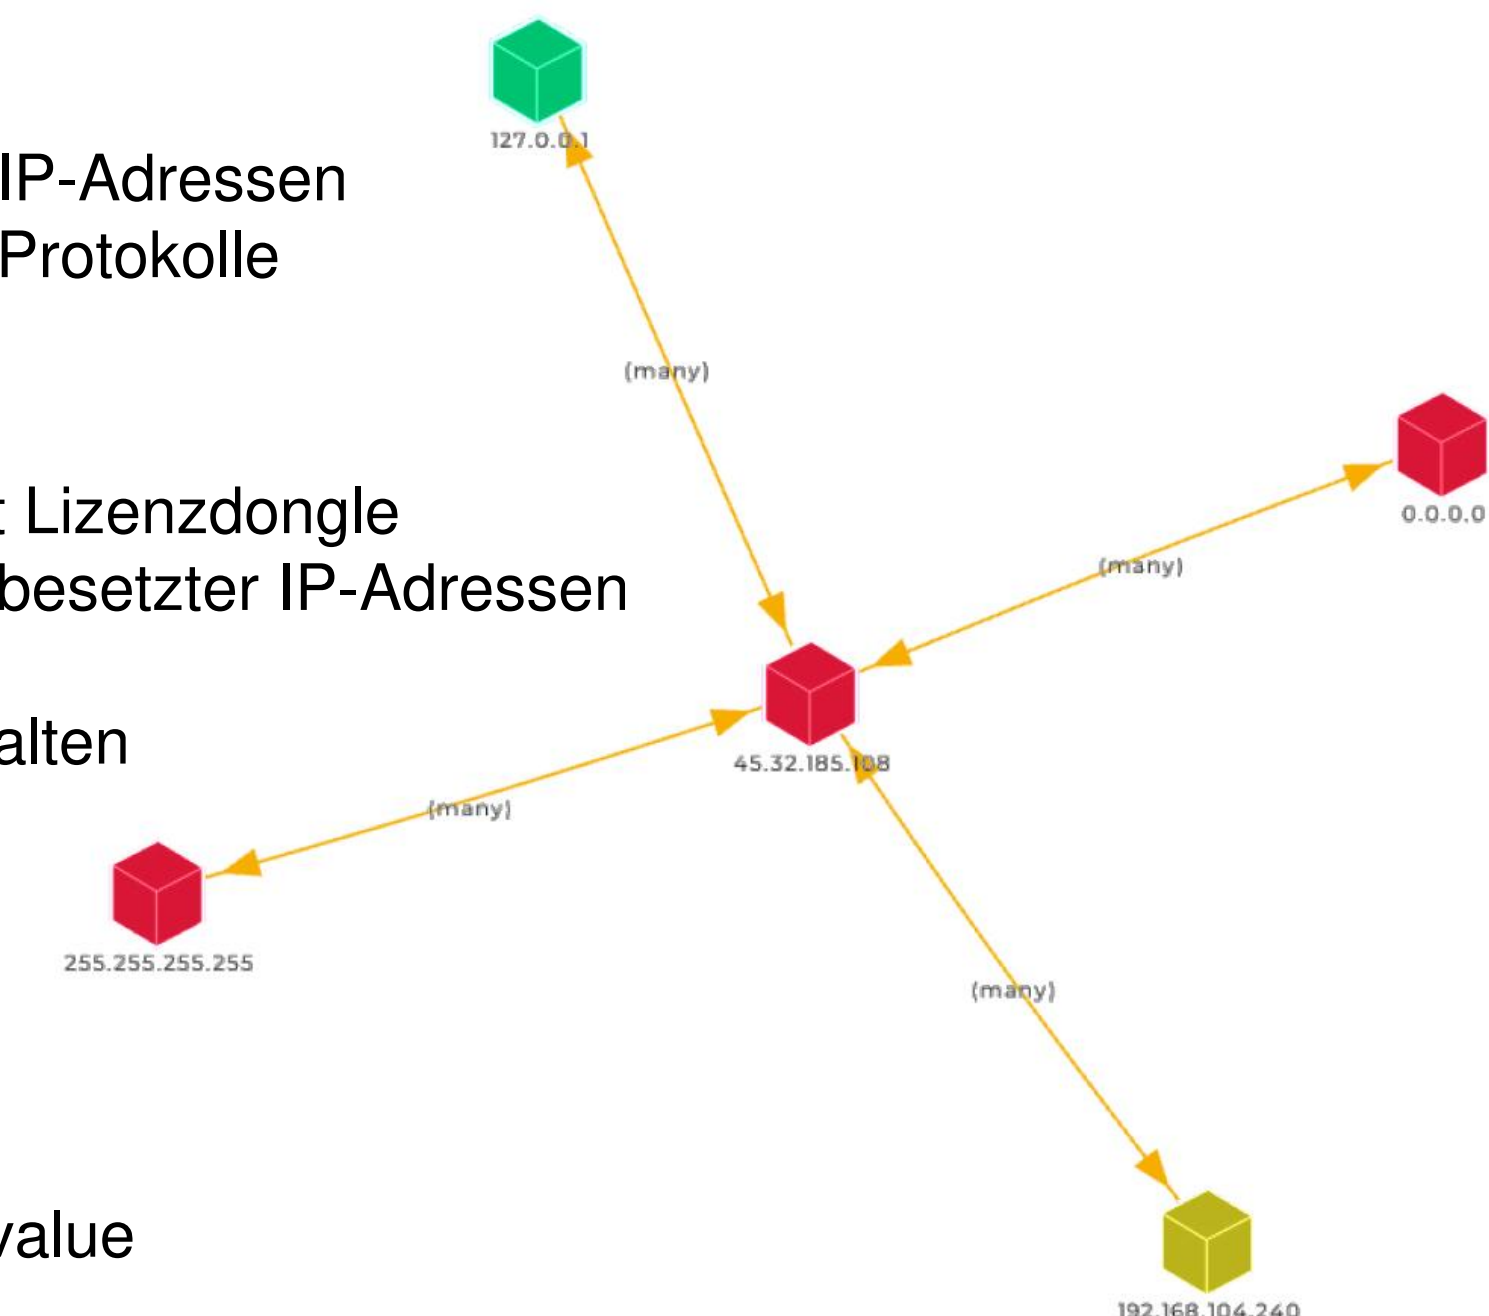 127.0.0.1
IP-Adressen
Protokolle
(many)
Lizenzdongle
0.0.0.0
(many)
besetzter IP-Adressen
alten
45.32.185.108
(many)
255.255.255.255
(many)
value
192.168.104.240